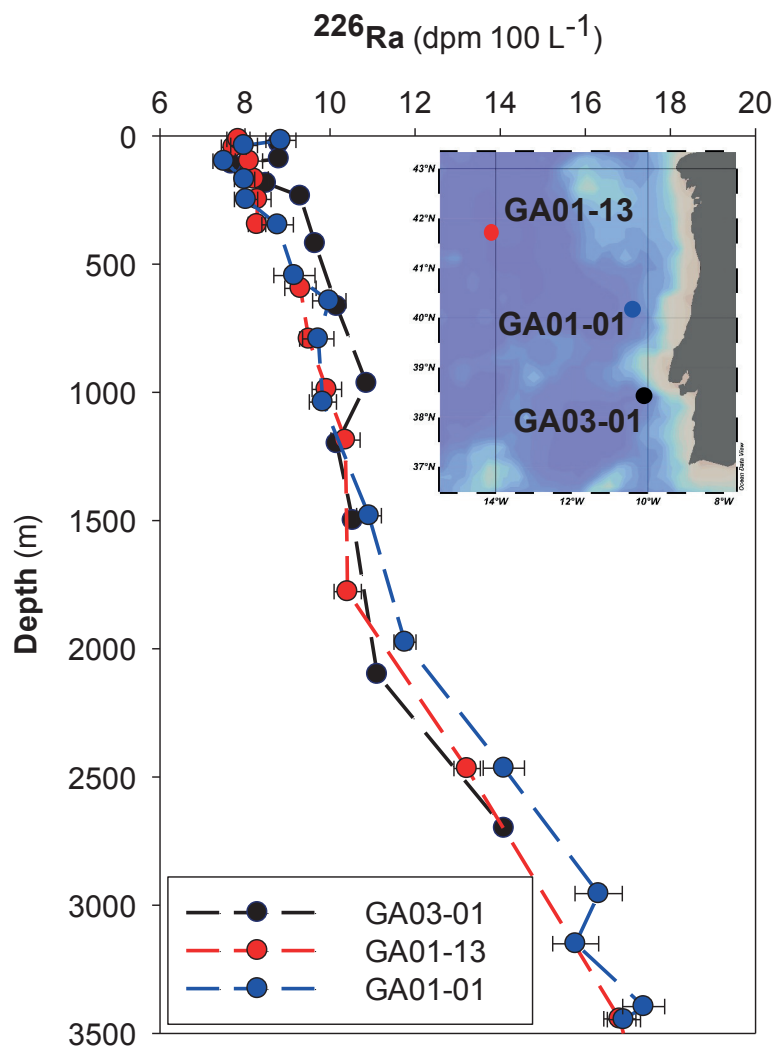 ²²⁶Ra (dpm 100 L⁻¹)
6 8 10 12 14 16 18 20
Depth (m)
0
500
1000
1500
2000
2500
3000
3500
43°N
42°N
41°N
40°N
39°N
38°N
37°N
GA01-13
GA01-01
GA03-01
14°W 12°W 10°W 8°W
Ocean Data View
GA03-01
GA01-13
GA01-01